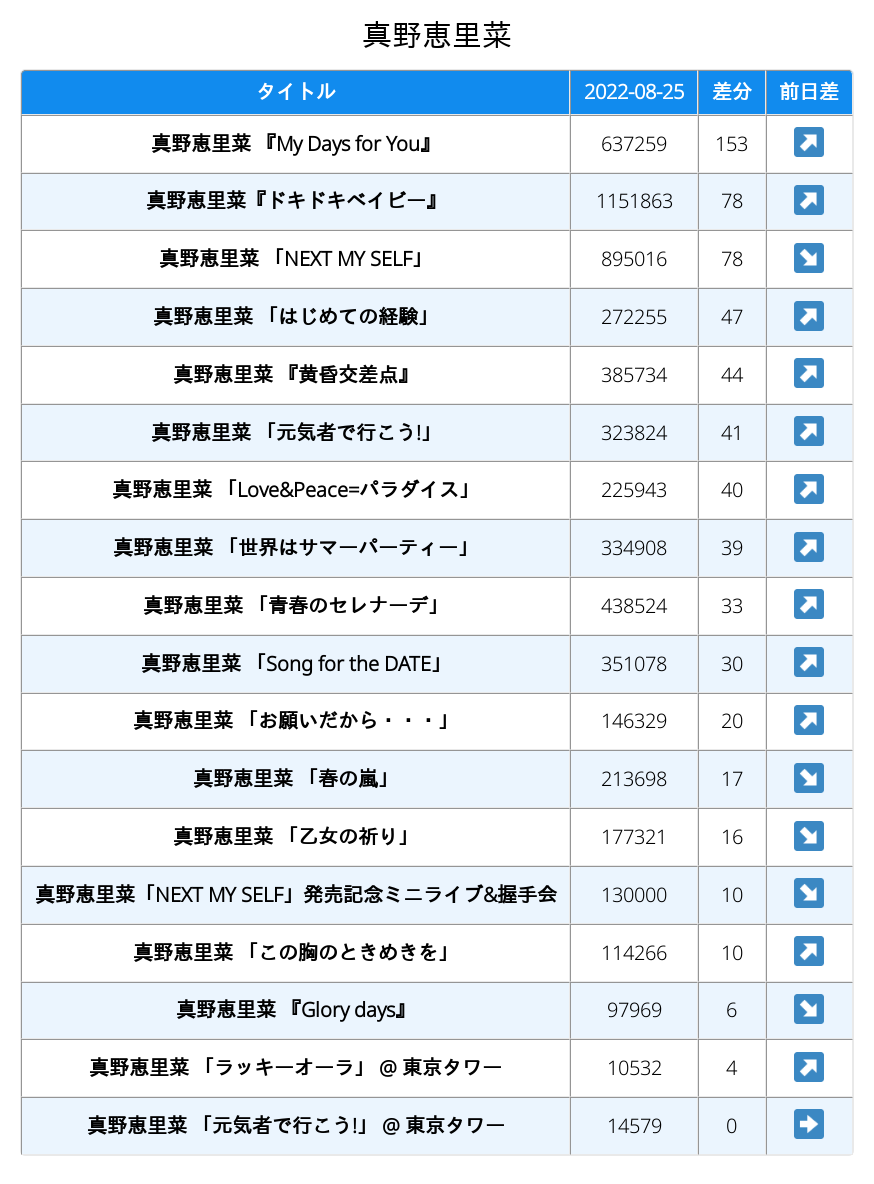 真野恵里菜
タイトル 2022-08-25 差分 前日差
真野恵里菜 『My Days for You』 637259 153 ↗
真野恵里菜『ドキドキベイビー』 1151863 78 ↗
真野恵里菜 「NEXT MY SELF」 895016 78 ↘
真野恵里菜 「はじめての経験」 272255 47 ↗
真野恵里菜 『黄昏交差点』 385734 44 ↗
真野恵里菜 「元気者で行こう!」 323824 41 ↗
真野恵里菜 「Love&Peace=パラダイス」 225943 40 ↗
真野恵里菜 「世界はサマーパーティー」 334908 39 ↗
真野恵里菜 「青春のセレナーデ」 438524 33 ↗
真野恵里菜 「Song for the DATE」 351078 30 ↗
真野恵里菜 「お願いだから・・・」 146329 20 ↗
真野恵里菜 「春の嵐」 213698 17 ↘
真野恵里菜 「乙女の祈り」 177321 16 ↘
真野恵里菜「NEXT MY SELF」発売記念ミニライブ&握手会 130000 10 ↘
真野恵里菜 「この胸のときめきを」 114266 10 ↗
真野恵里菜 『Glory days』 97969 6 ↘
真野恵里菜 「ラッキーオーラ」 @ 東京タワー 10532 4 ↗
真野恵里菜 「元気者で行こう!」 @ 東京タワー 14579 0 ➡